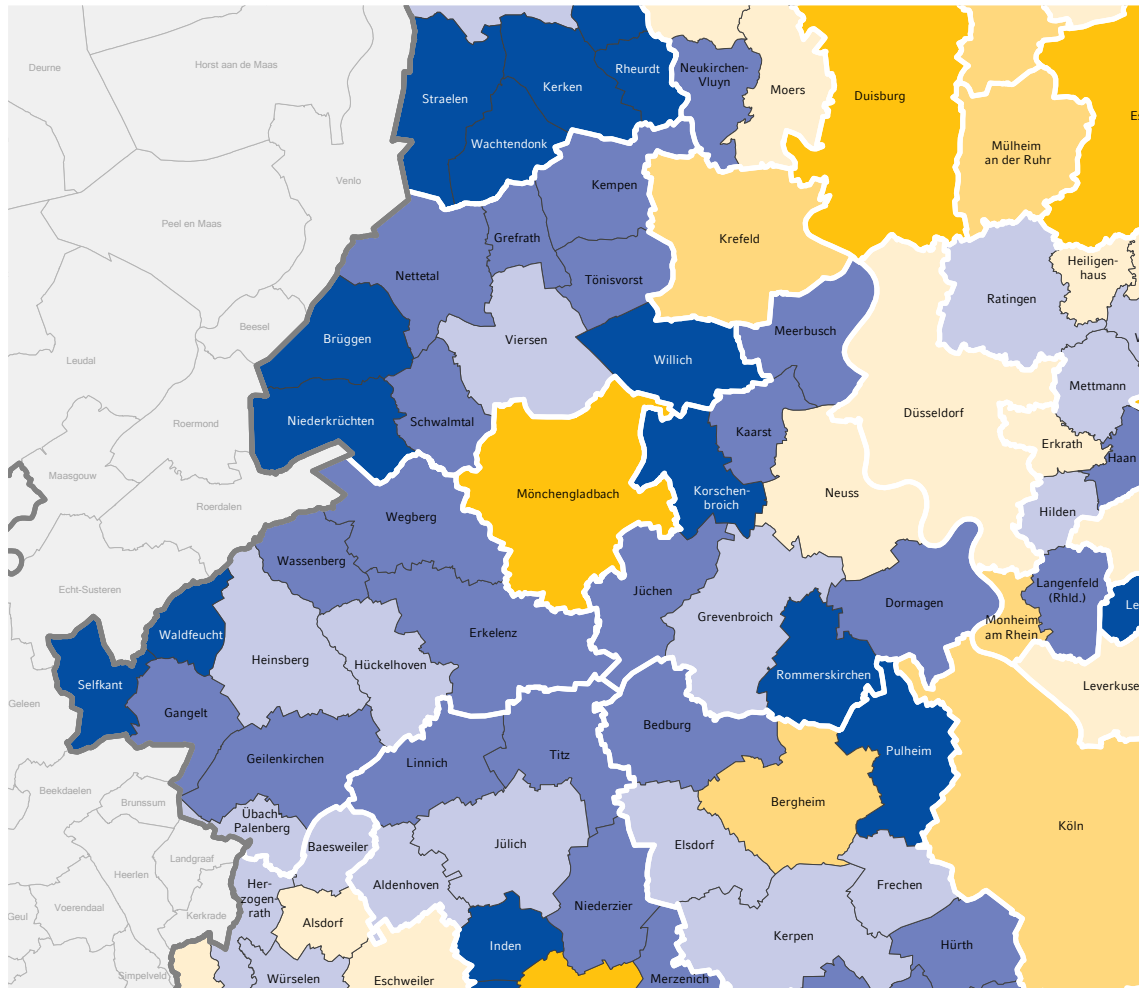 Deurne
Horst aan de Maas
Straelen
Kerken
Rheurdt
Neukirchen-
Vluyn
Moers
Duisburg
Wachtendonk
Mülheim
an der Ruhr
Venlo
Kempen
Peel en Maas
Grefrath
Krefeld
Nettetal
Tönisvorst
Heiligen-
haus
Ratingen
Beesel
Brüggen
Viersen
Meerbusch
Leudal
Willich
Mettmann
Roermond
Niederkrüchten
Schwalmtal
Kaarst
Düsseldorf
Erkrath
Haan
Maasgouw
Mönchengladbach
Korschen-
broich
Neuss
Roerdalen
Wegberg
Hilden
Wassenberg
Echt-Susteren
Jüchen
Dormagen
Langenfeld
(Rhld.)
Grevenbroich
Monheim
am Rhein
Waldfeucht
Erkelenz
Heinsberg
Hückelhoven
Rommerskirchen
Selfkant
Leverkuse
Geleen
Gangelt
Bedburg
Pulheim
Geilenkirchen
Linnich
Titz
Beekdaelen
Brunssum
Bergheim
Übach-
Palenberg
Köln
Baesweiler
Jülich
Elsdorf
Landgraaf
Heerlen
Her-
zogen-
rath
Aldenhoven
Frechen
Voerendaal
Kerkrade
Alsdorf
Niederzier
Kerpen
Inden
Hürth
Simpelveld
Würselen
Eschweiler
Merzenich